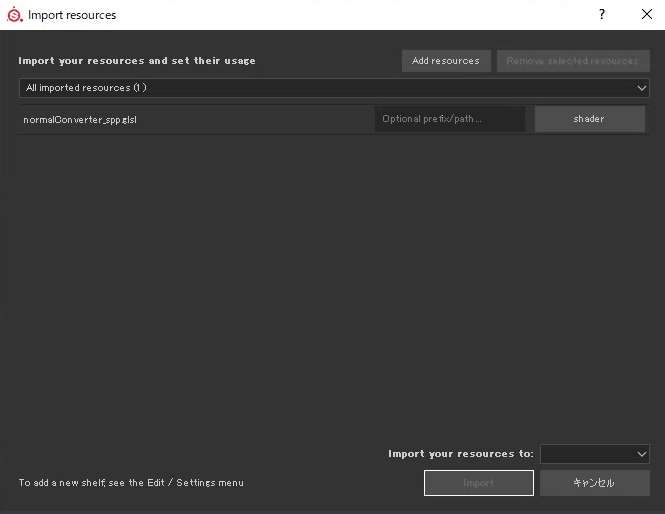 Import resources
?
Import your resources and set their usage
Add resources
Remove selected resources
All imported resources (1)
normalConverter_spp.glsl
Optional prefix/path...
shader
Import your resources to:
To add a new shelf, see the Edit / Settings menu
Import
キャンセル